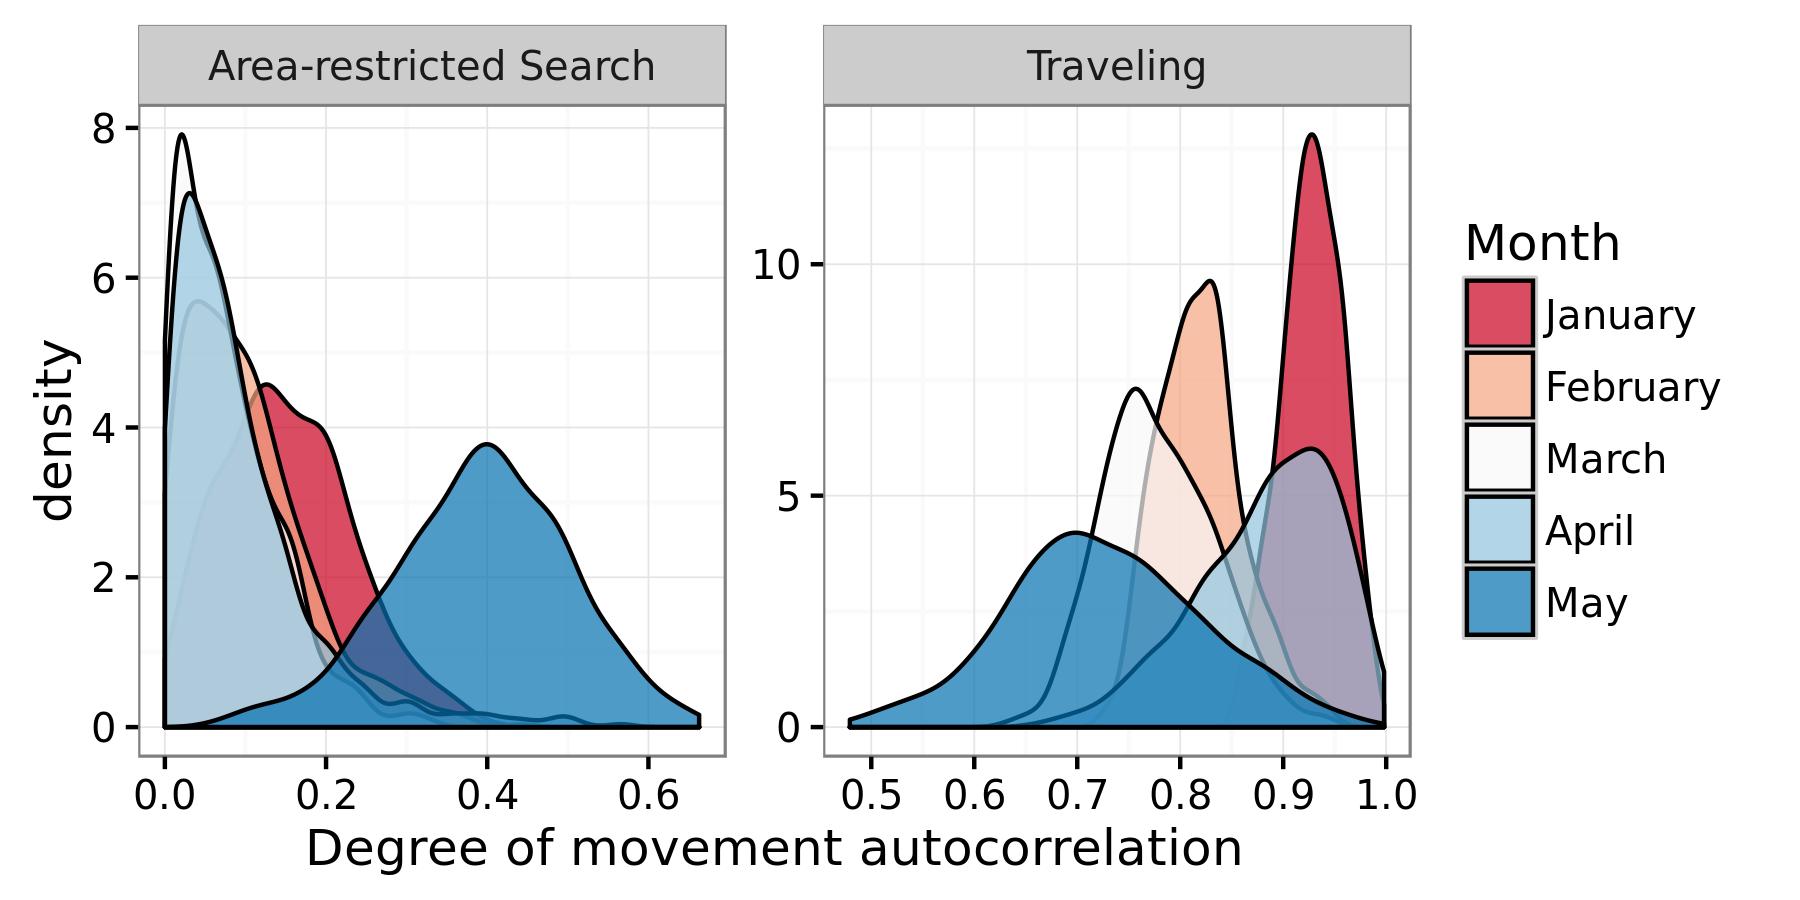 Area-restricted Search
Traveling
density
8
6
4
2
0
10
5
0
0.0 0.2 0.4 0.6
0.5 0.6 0.7 0.8 0.9 1.0
Degree of movement autocorrelation
Month
January
February
March
April
May